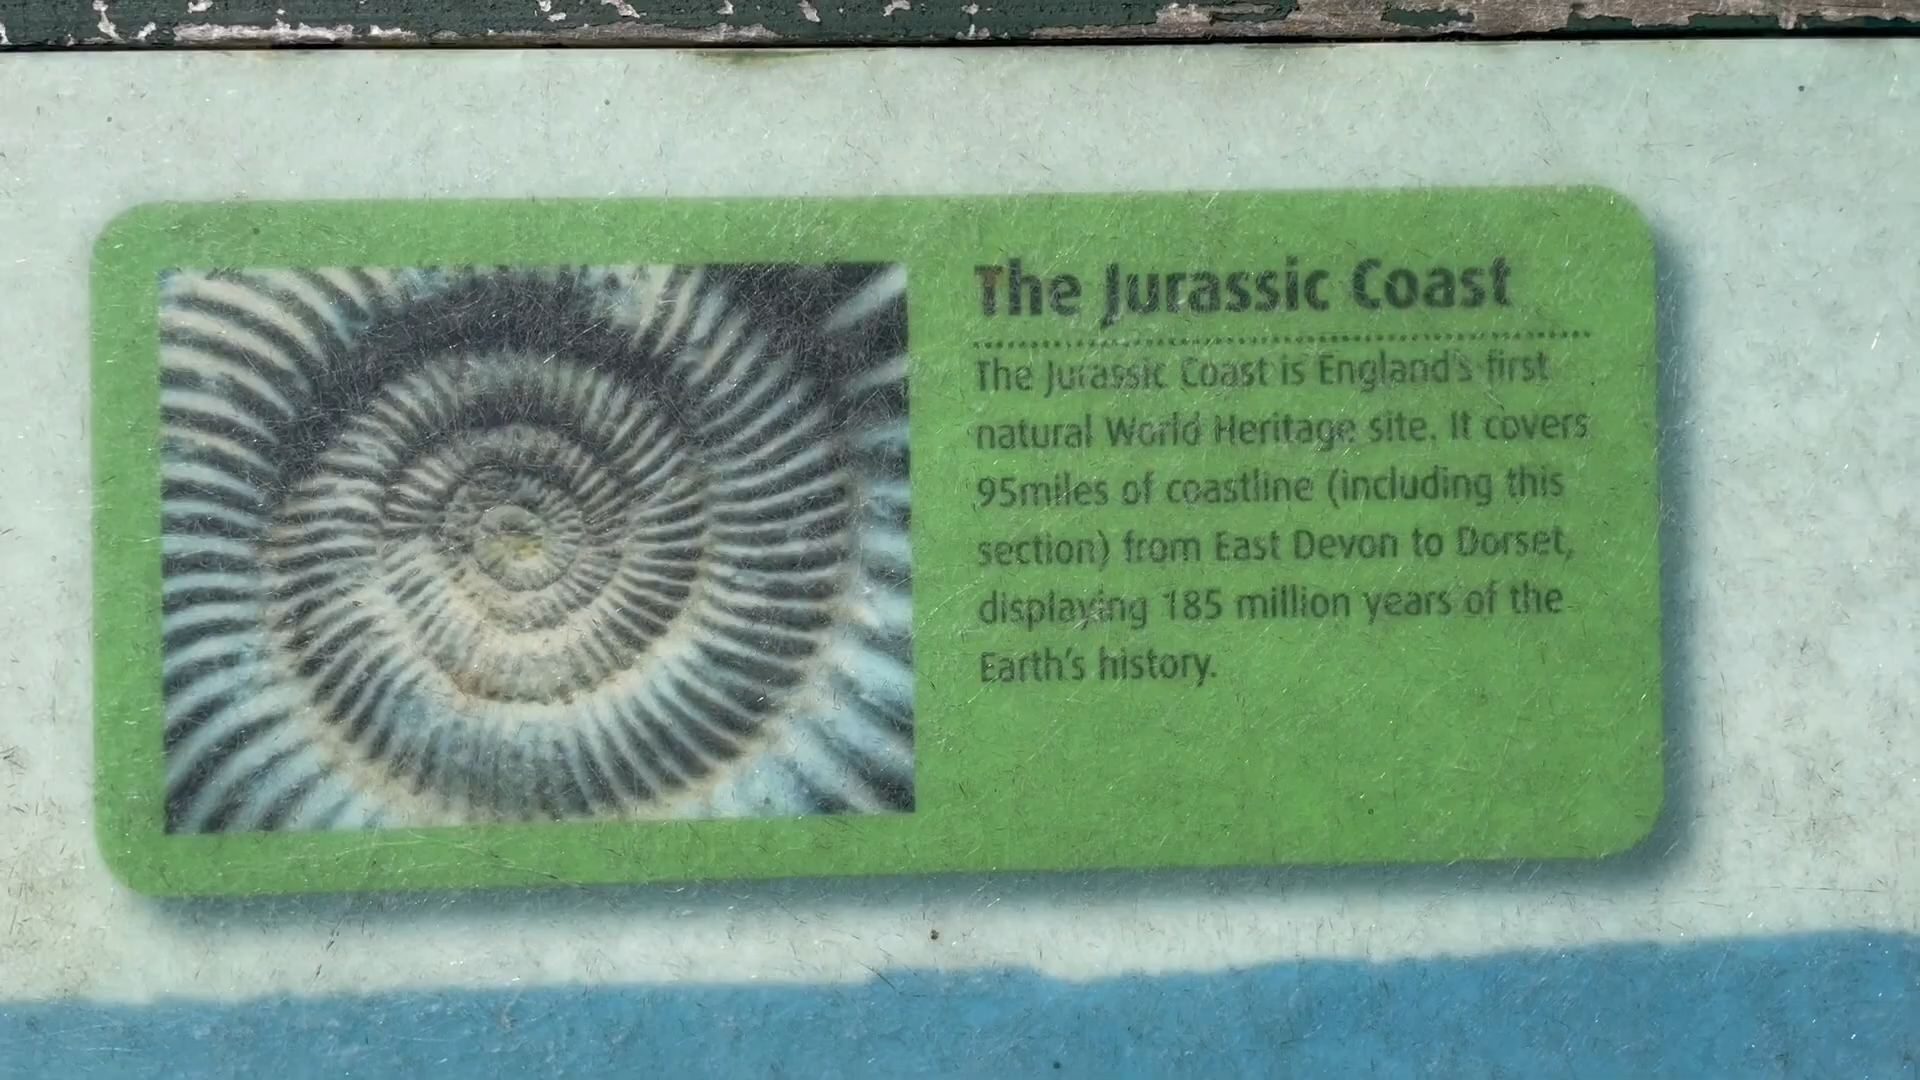 The Jurassic Coast
The Jurassic Coast is England's first
natural World Heritage site. It covers
95miles of coastline (including this
section) from East Devon to Dorset,
displaying 185 million years of the
Earth's history.